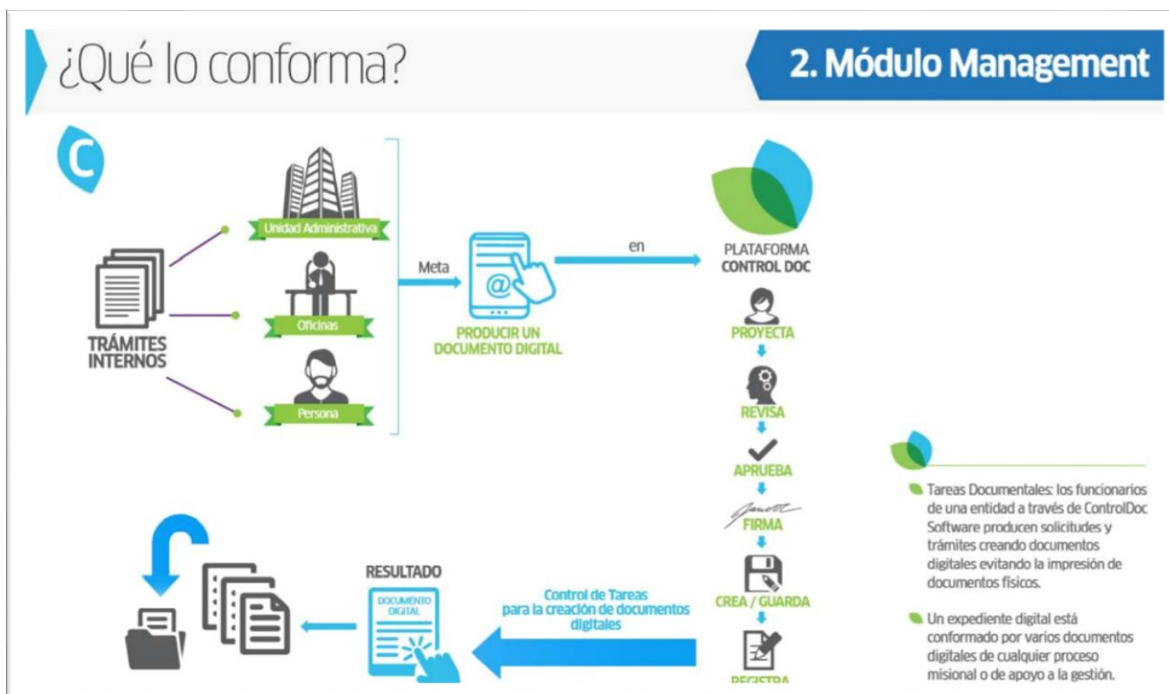 ¿Qué lo conforma?
2. Módulo Management
C
Unidad Administrativa
Oficinas
Persona
TRÁMITES
INTERNOS
Meta
@
PRODUCIR UN
DOCUMENTO DIGITAL
en
PLATAFORMA
CONTROL DOC
PROYECTA
REVISA
APRUEBA
FIRMA
CREA / GUARDA
REGISTRA
Control de Tareas
para la creación de documentos
digitales
RESULTADO
DOCUMENTO
DIGITAL
Tareas Documentales: los funcionarios
de una entidad a través de ControlDoc
Software producen solicitudes y
trámites creando documentos
digitales evitando la impresión de
documentos físicos.
Un expediente digital está
conformado por varios documentos
digitales de cualquier proceso
misional o de apoyo a la gestión.